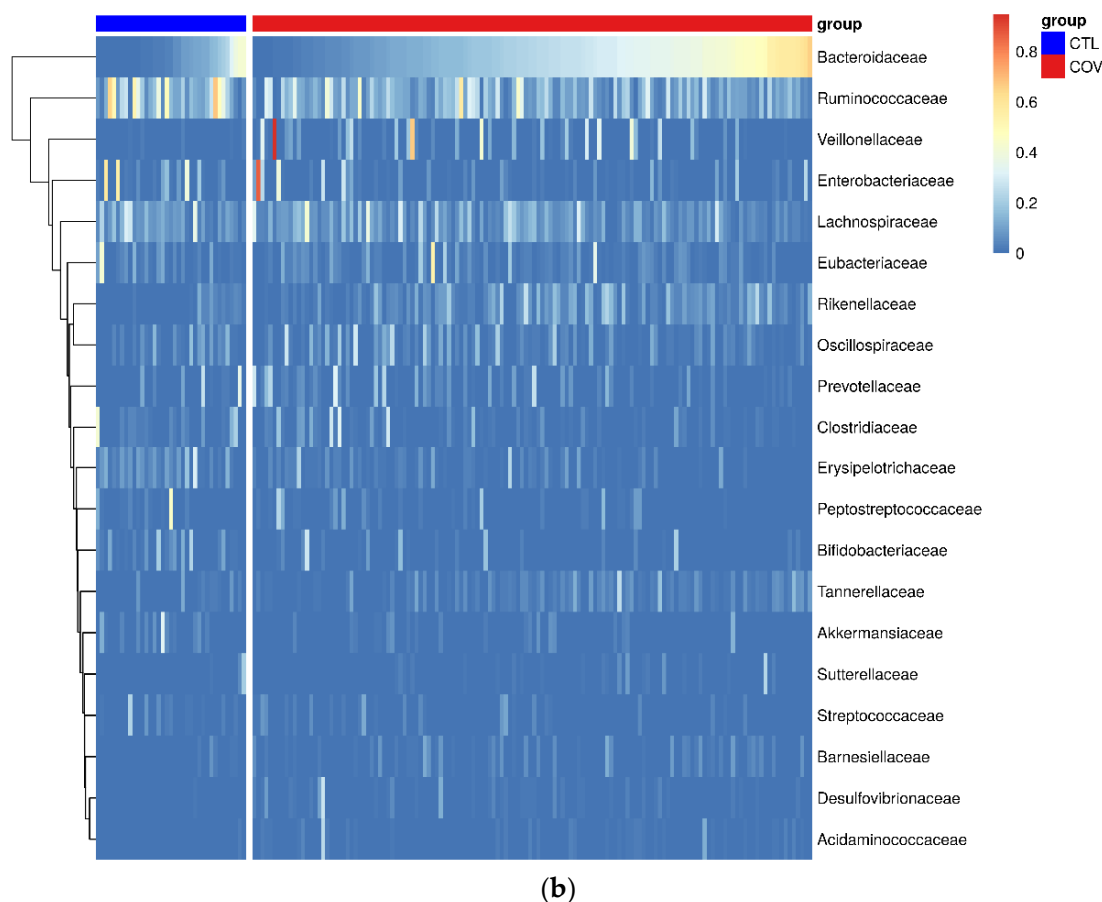 group
Bacteroidaceae
Ruminococcaceae
Veillonellaceae
Enterobacteriaceae
Lachnospiraceae
Eubacteriaceae
Rikenellaceae
Oscillospiraceae
Prevotellaceae
Clostridiaceae
Erysipelotrichaceae
Peptostreptococcaceae
Bifidobacteriaceae
Tannerellaceae
Akkermansiaceae
Sutterellaceae
Streptococcaceae
Barnesiellaceae
Desulfovibrionaceae
Acidaminococcaceae
0.8
0.6
0.4
0.2
0
group
CTL
COV
(b)